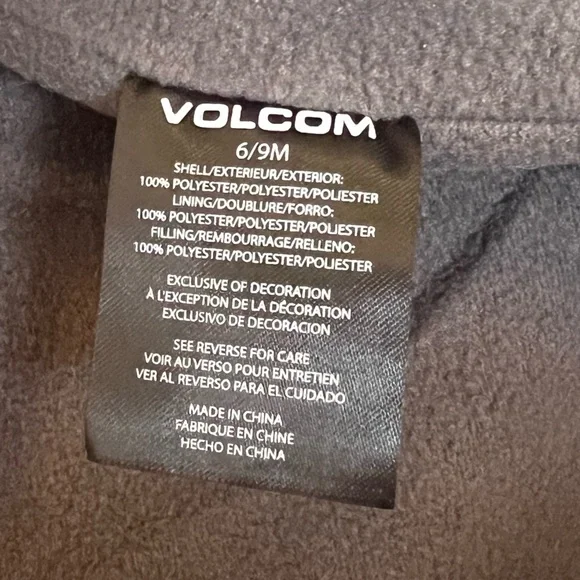 VOLCOM
6/9M
SHELL/EXTERIEUR/EXTERIOR:
100% POLYESTER/POLYESTER/POLIESTER
LINING/DOUBLURE/FORRO:
100% POLYESTER/POLYESTER/POLIESTER
FILLING/REMBOURRAGE/RELLENO:
100% POLYESTER/POLYESTER/POLIESTER
EXCLUSIVE OF DECORATION
À L'EXCEPTION DE LA DÉCORATION
EXCLUSIVO DE DECORACION
SEE REVERSE FOR CARE
VOIR AU VERSO POUR ENTRETIEN
VER AL REVERSO PARA EL CUIDADO
MADE IN CHINA
FABRIQUE EN CHINE
HECHO EN CHINA